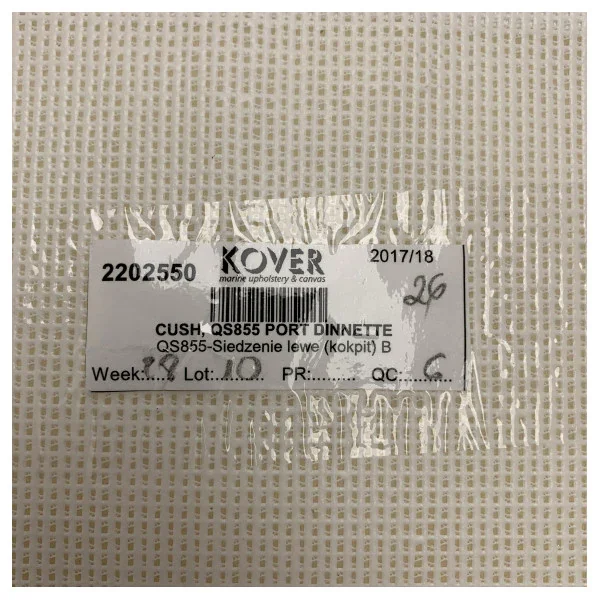 2202550 KOVER 2017/18
marine upholstery & canvas
26
CUSH, QS855 PORT DINNETTE
QS855-Siedzenie lewe (kokpit) B
Week:....28 Lot:..10....... PR:......... QC:...6.......